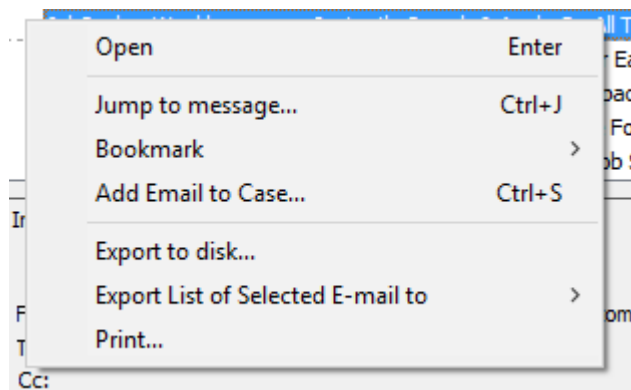 All T
Open Enter
Jump to message... Ctrl+J
Bookmark
Add Email to Case... Ctrl+S
Export to disk...
Export List of Selected E-mail to
Print...
Cc: